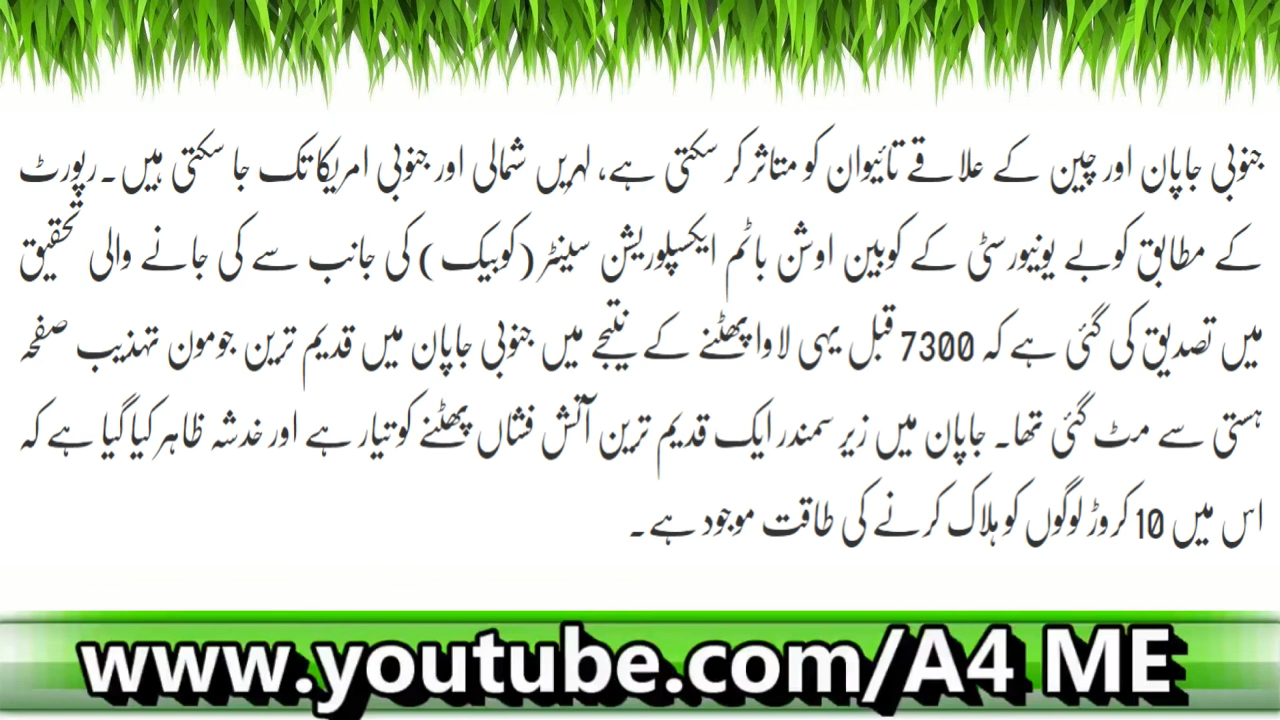 جنوبی جاپان اور چین کے علاقے تائیوان کو متاثر کر سکتی ہے، لہریں شمالی اور جنوبی امریکا تک جا سکتی ہیں۔ رپورٹ
کے مطابق کوبے یونیورسٹی کے کوبین اوشن باٹم ایکسپلوریشن سینٹر (کوبیک) کی جانب سے کی جانے والی تحقیق
میں تصدیق کی گئی ہے کہ 7300 قبل یہی لاوا پھٹنے کے نتیجے میں جنوبی جاپان میں قدیم ترین جومون تہذیب صفحہ
ہستی سے مٹ گئی تھا۔ جاپان میں زیر سمندر ایک قدیم ترین آتش فشاں پھٹنے کو تیار ہے اور خدشہ ظاہر کیا گیا ہے کہ
اس میں 10 کروڑ لوگوں کو ہلاک کرنے کی طاقت موجود ہے۔
www.youtube.com/A4 ME